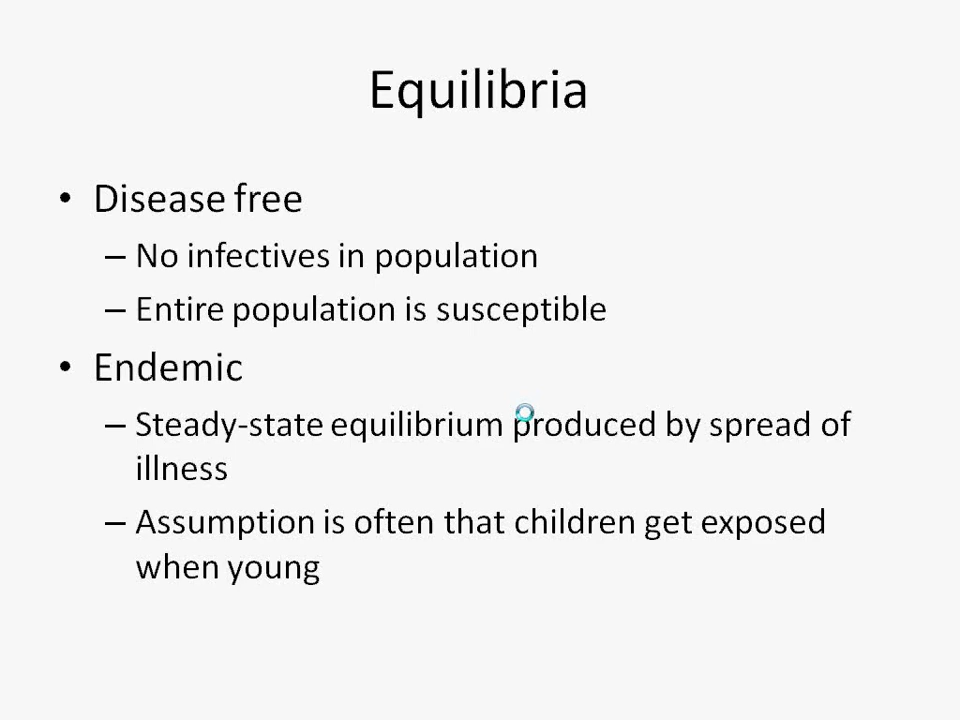 Equilibria
• Disease free
– No infectives in population
– Entire population is susceptible
• Endemic
– Steady-state equilibrium produced by spread of
illness
– Assumption is often that children get exposed
when young